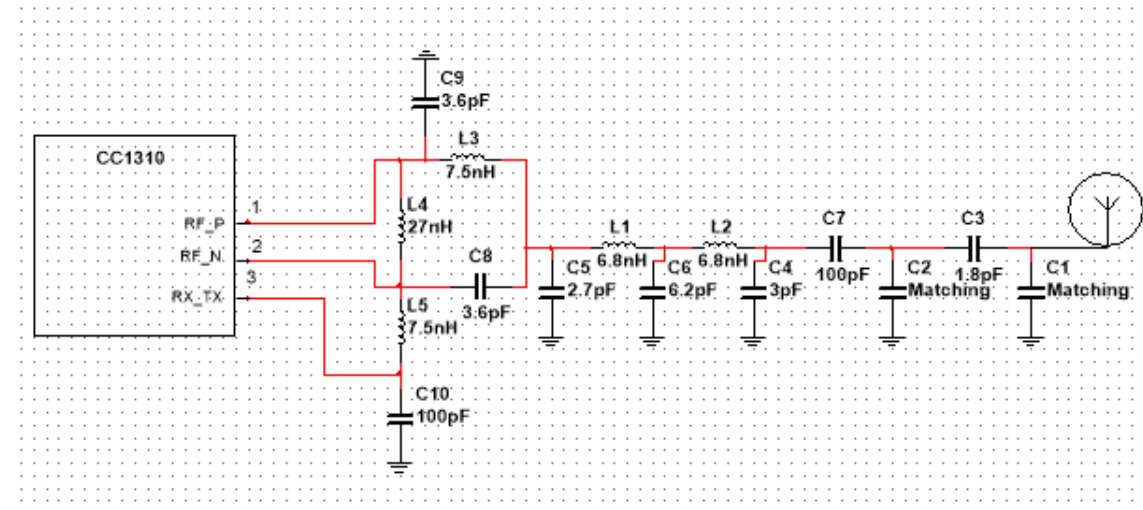 C9
3.6pF
CC1310
L3
7.5nH
RF_P
1
L4
27nH
RF_N
2
C8
3.6pF
RX_TX
3
L5
7.5nH
C10
100pF
L1
6.8nH
L2
6.8nH
C5
2.7pF
C6
6.2pF
C4
3pF
C7
100pF
C2
Matching
C3
1.8pF
C1
Matching